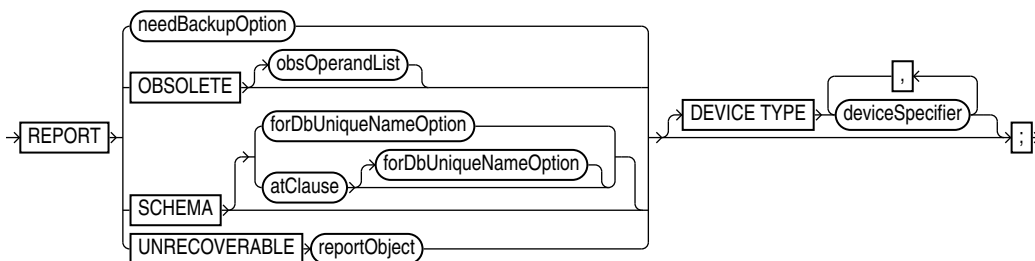 needBackupOption
obsOperandList
OBSOLETE
,
DEVICE TYPE
deviceSpecifier
REPORT
forDbUniqueNameOption
;
forDbUniqueNameOption
atClause
SCHEMA
UNRECOVERABLE
reportObject